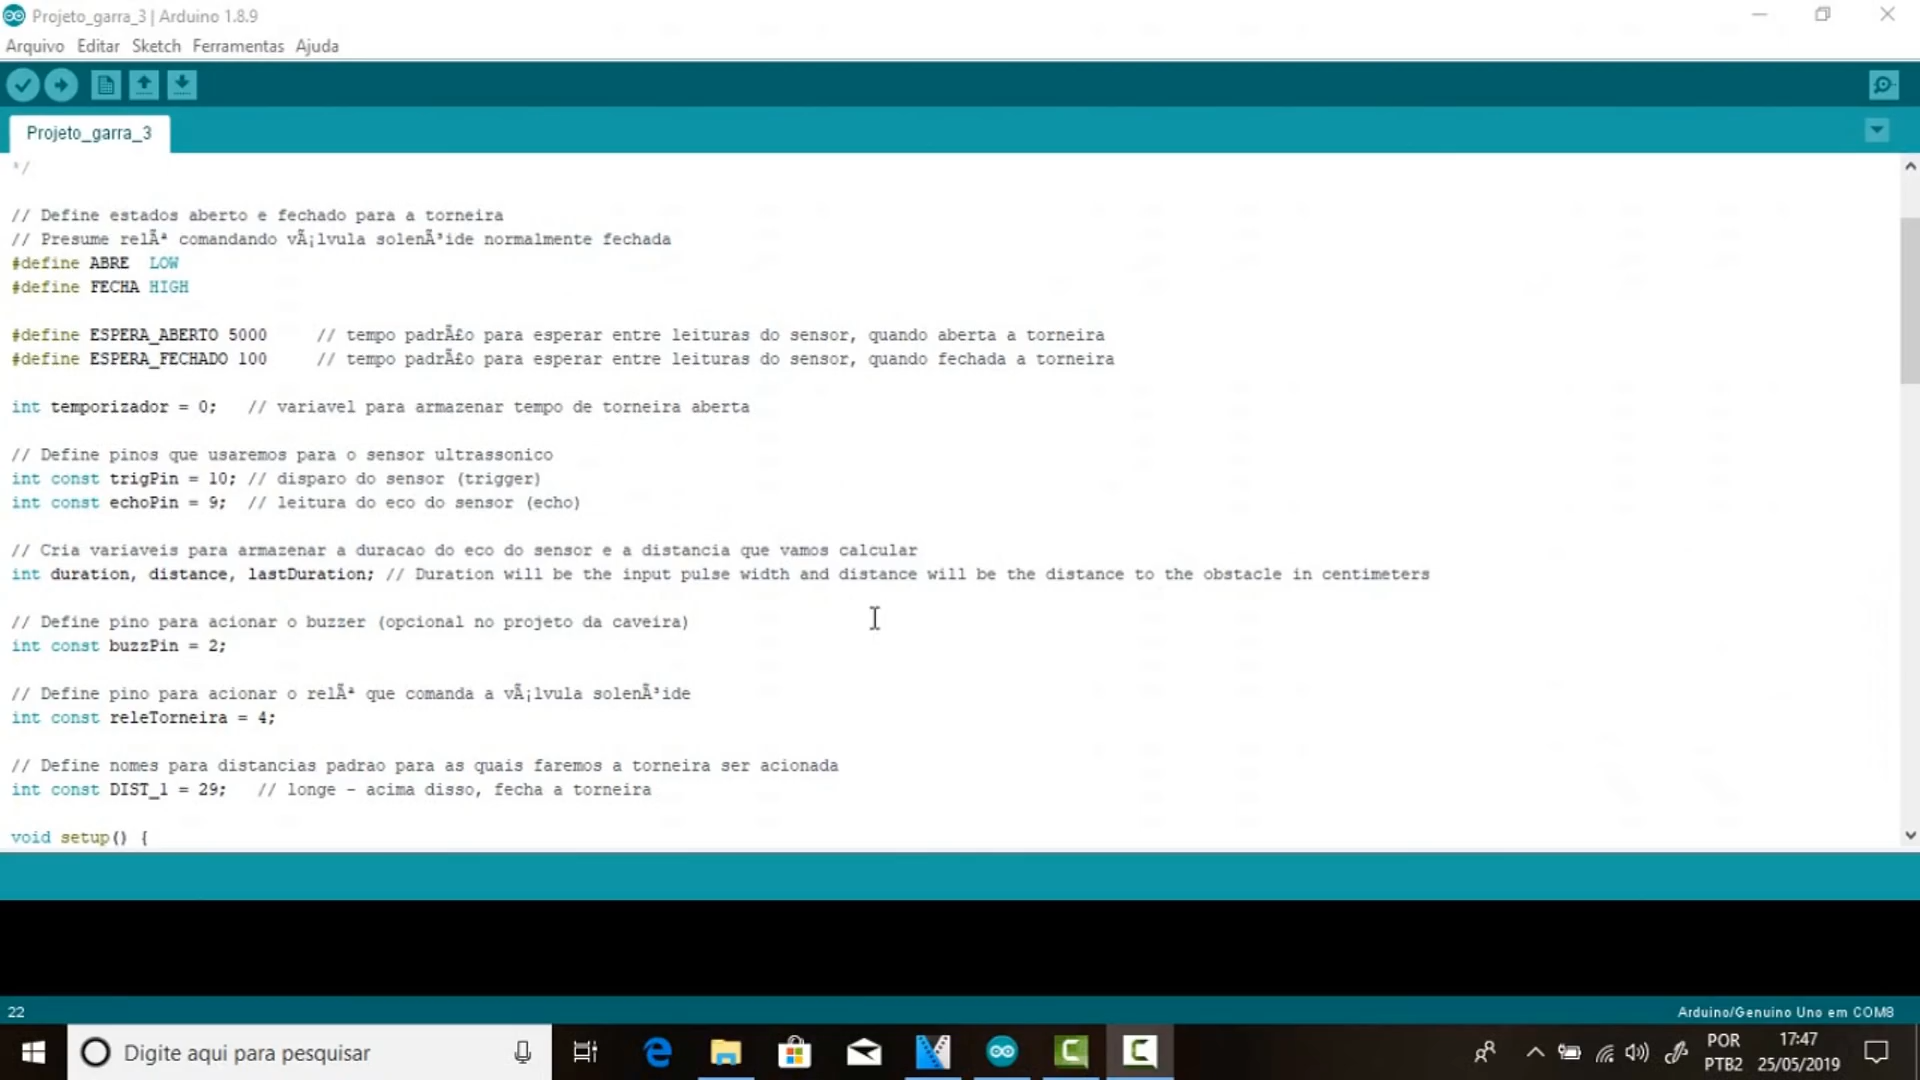 Projeto_garra_3 | Arduino 1.8.9
Arquivo Editar Sketch Ferramentas Ajuda
Projeto_garra_3
*/
// Define estados aberto e fechado para a torneira
// Presume relÃª comandando vÃ¡lvula solenÃ³ide normalmente fechada
#define ABRE  LOW
#define FECHA HIGH
#define ESPERA_ABERTO 5000     // tempo padrÃ£o para esperar entre leituras do sensor, quando aberta a torneira
#define ESPERA_FECHADO 100     // tempo padrÃ£o para esperar entre leituras do sensor, quando fechada a torneira
int temporizador = 0;   // variavel para armazenar tempo de torneira aberta
// Define pinos que usaremos para o sensor ultrassonico
int const trigPin = 10; // disparo do sensor (trigger)
int const echoPin = 9;  // leitura do eco do sensor (echo)
// Cria variaveis para armazenar a duracao do eco do sensor e a distancia que vamos calcular
int duration, distance, lastDuration; // Duration will be the input pulse width and distance will be the distance to the obstacle in centimeters
// Define pino para acionar o buzzer (opcional no projeto da caveira)
int const buzzPin = 2;
// Define pino para acionar o relÃª que comanda a vÃ¡lvula solenÃ³ide
int const releTorneira = 4;
// Define nomes para distancias padrao para as quais faremos a torneira ser acionada
int const DIST_1 = 29;   // longe - acima disso, fecha a torneira
void setup() {
22
Arduino/Genuino Uno em COM8
Digite aqui para pesquisar
POR
PTB2
17:47
25/05/2019